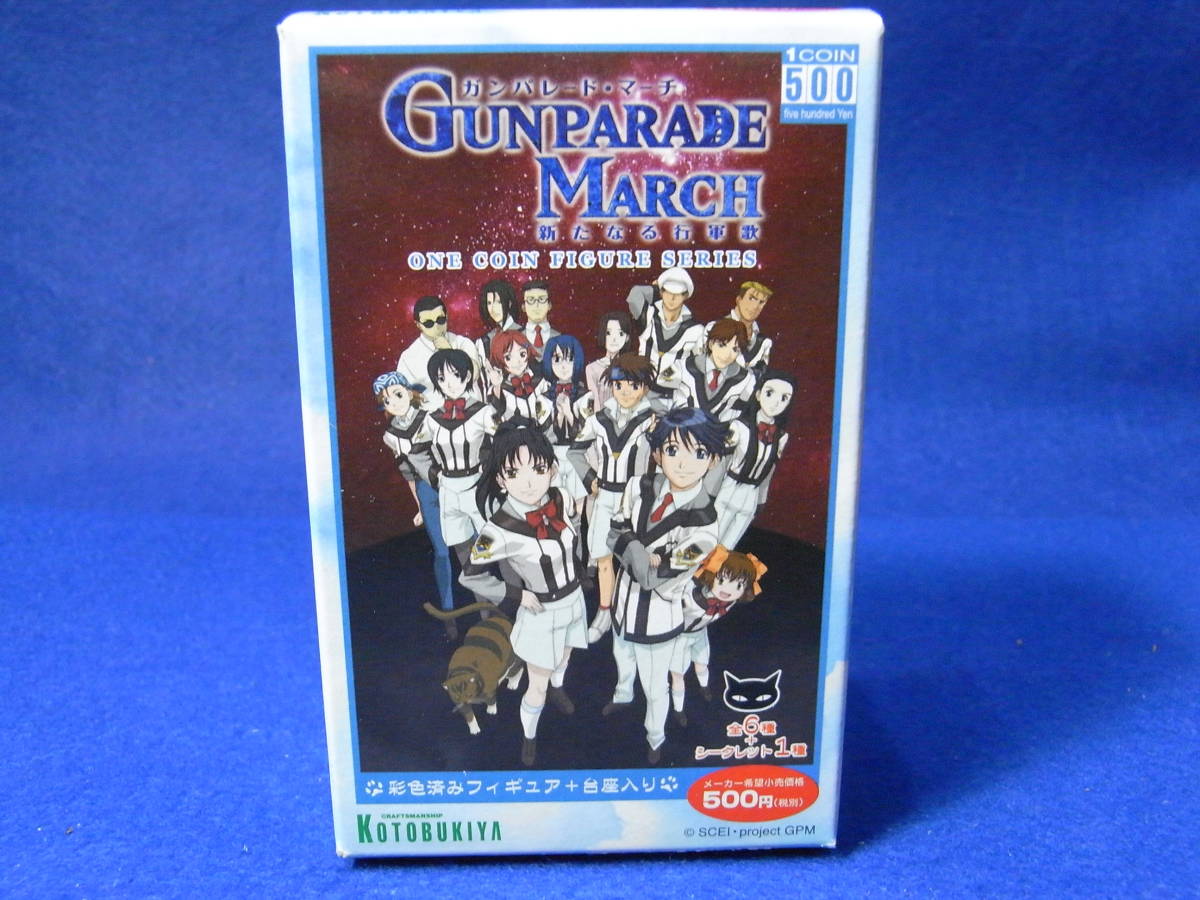 1 COIN
500
five hundred Yen
ガンパレード・マーチ
GUNPARADE
MARCH
新たなる行軍歌
ONE COIN FIGURE SERIES
全6種
+
シークレット1種
彩色済みフィギュア+台座入り
メーカー希望小売価格
500円(税別)
CRAFTSMANSHIP
KOTOBUKIYA
© SCEI・project GPM